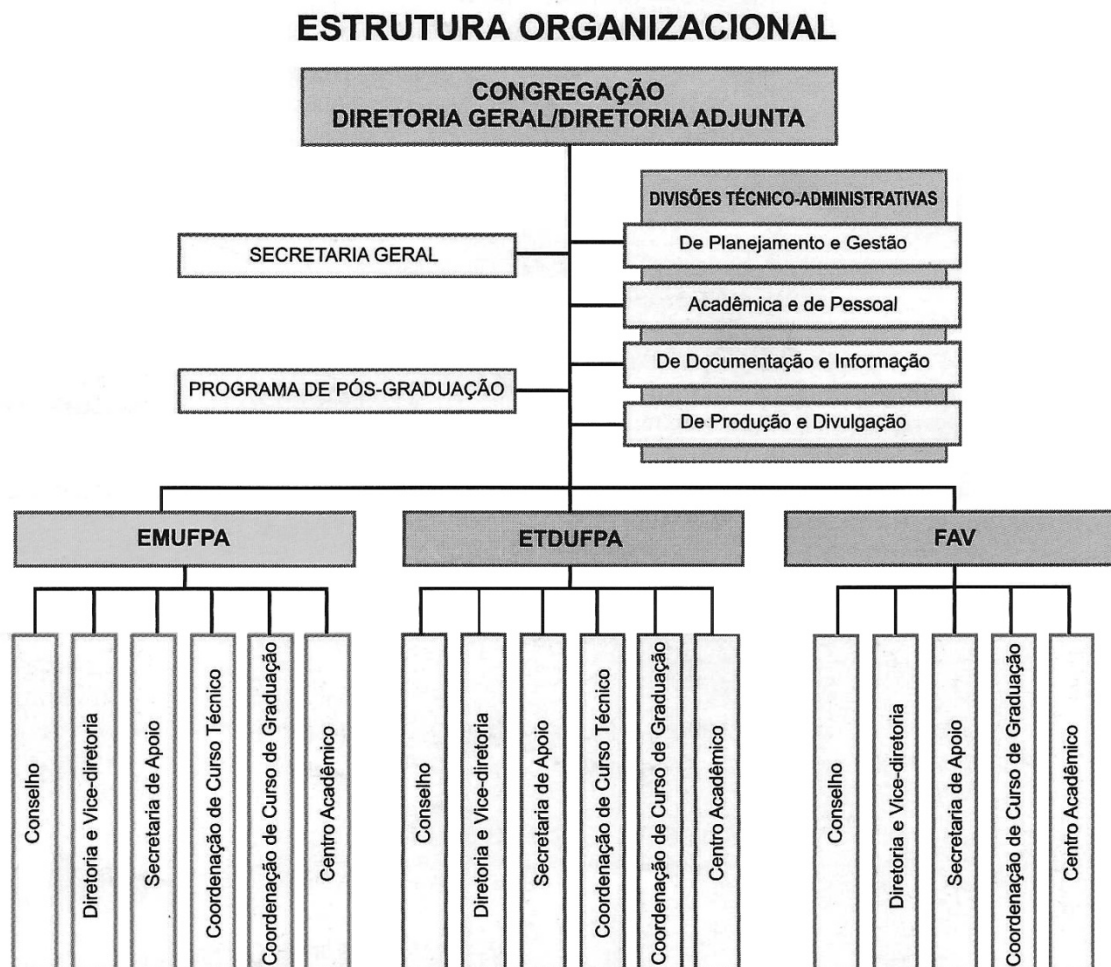 ESTRUTURA ORGANIZACIONAL
CONGREGAÇÃO
DIRETORIA GERAL/DIRETORIA ADJUNTA
DIVISÕES TÉCNICO-ADMINISTRATIVAS
De Planejamento e Gestão
SECRETARIA GERAL
Acadêmica e de Pessoal
De Documentação e Informação
PROGRAMA DE PÓS-GRADUAÇÃO
De Produção e Divulgação
EMUFPA
ETDUFPA
FAV
Conselho
Diretoria e Vice-diretoria
Secretaria de Apoio
Coordenação de Curso Técnico
Coordenação de Curso de Graduação
Centro Acadêmico
Conselho
Diretoria e Vice-diretoria
Secretaria de Apoio
Coordenação de Curso Técnico
Coordenação de Curso de Graduação
Centro Acadêmico
Conselho
Diretoria e Vice-diretoria
Secretaria de Apoio
Coordenação de Curso de Graduação
Centro Acadêmico